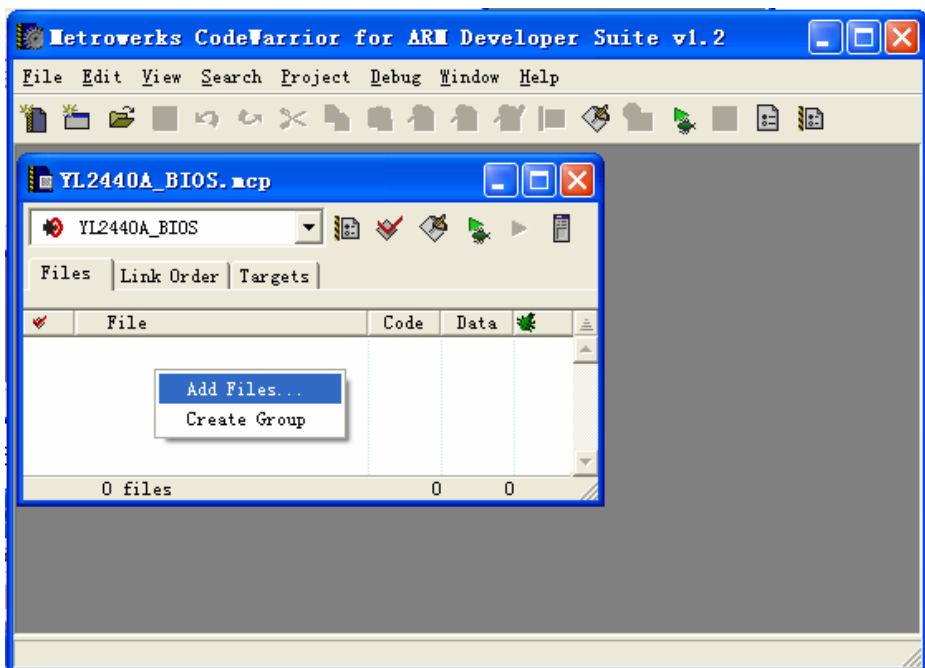 Metrowerks CodeWarrior for ARM Developer Suite v1.2
File Edit View Search Project Debug Window Help
YL2440A_BIOS.mcp
YL2440A_BIOS
Files Link Order Targets
File Code Data
Add Files...
Create Group
0 files 0 0